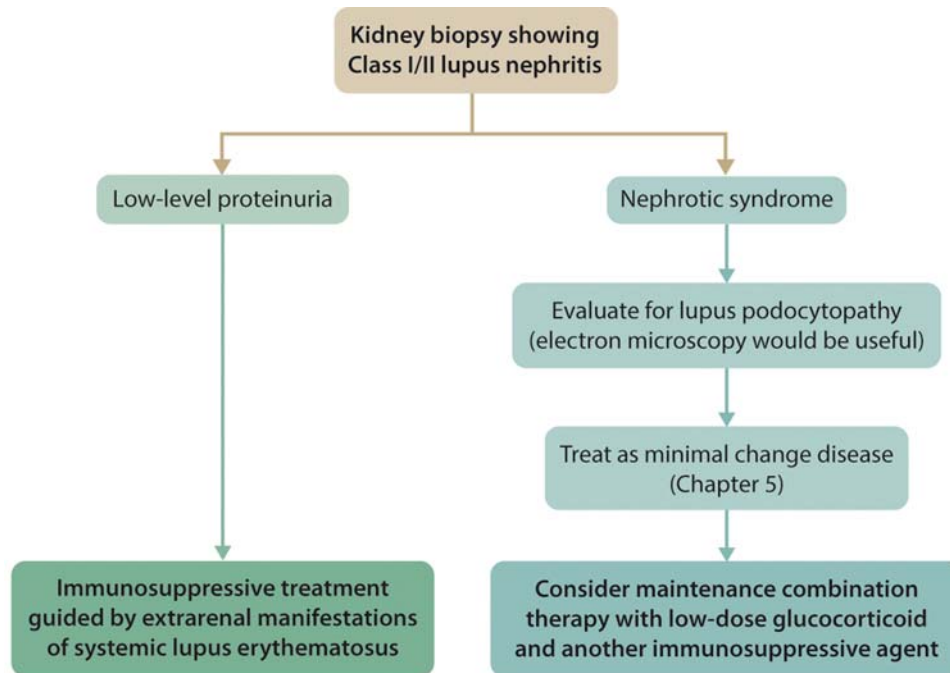 Kidney biopsy showing
Class I/II lupus nephritis
Low-level proteinuria
Nephrotic syndrome
Evaluate for lupus podocytopathy
(electron microscopy would be useful)
Treat as minimal change disease
(Chapter 5)
Immunosuppressive treatment
guided by extrarenal manifestations
of systemic lupus erythematosus
Consider maintenance combination
therapy with low-dose glucocorticoid
and another immunosuppressive agent